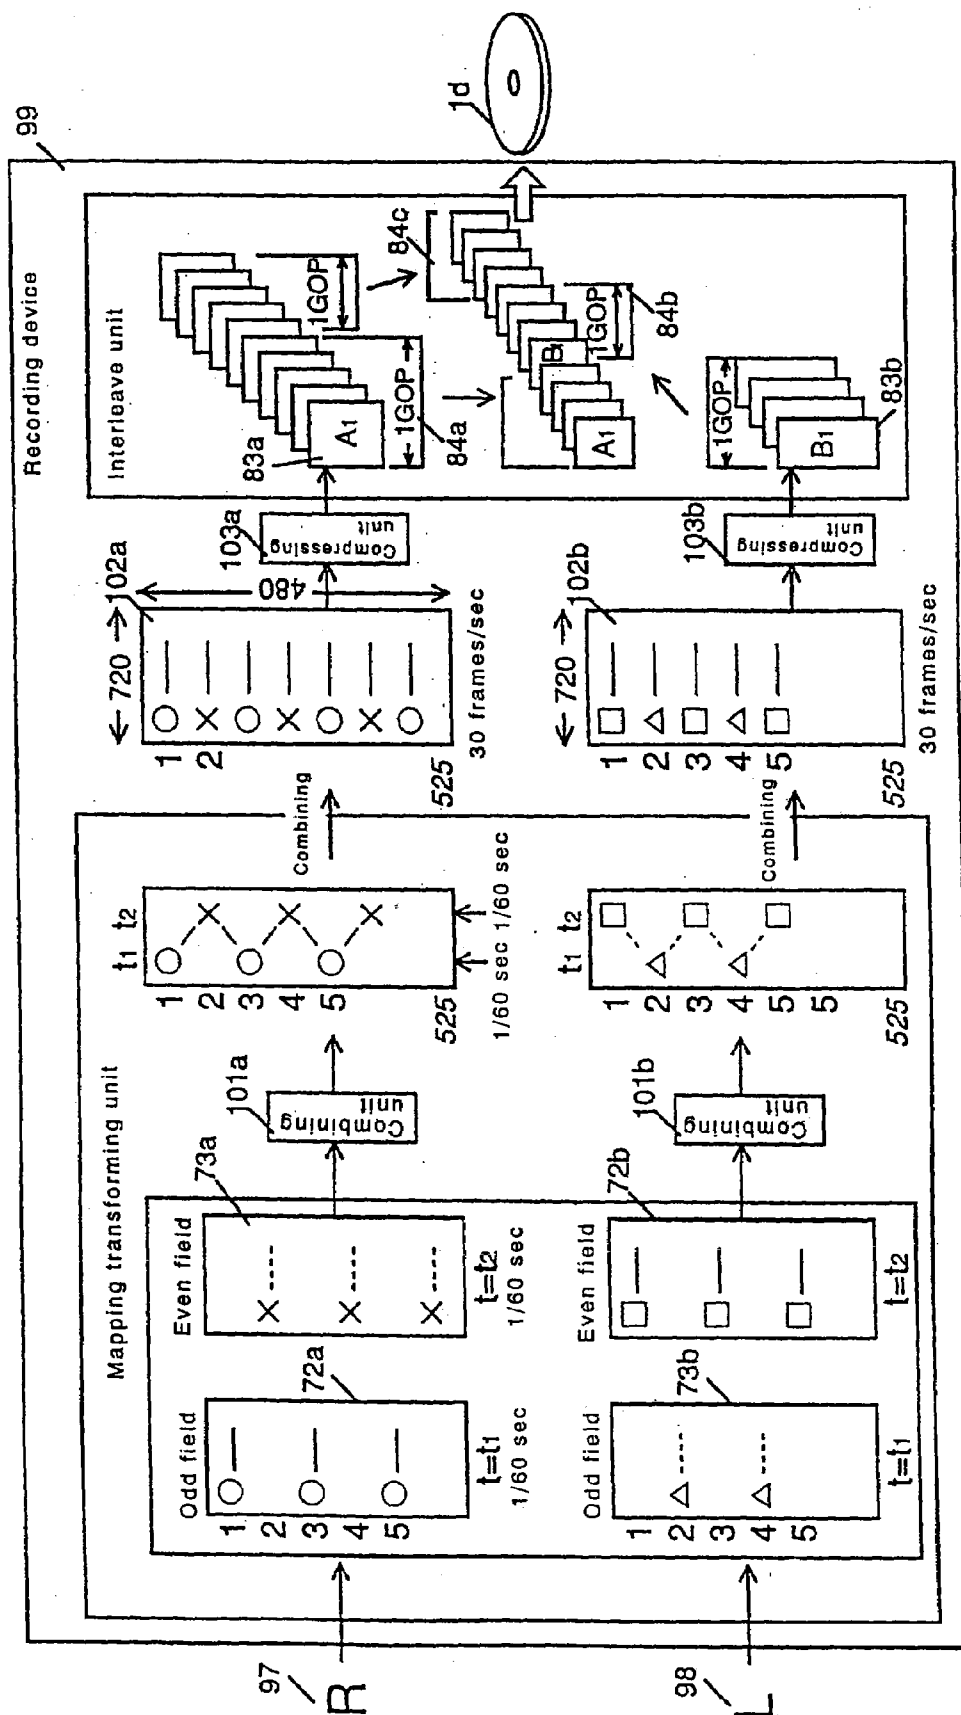 Recording device
99
Mapping transforming unit
Interleave unit
97
R
98
L
Odd field
72a
1
2
3
4
5
t=t1
1/60 sec
Even field
73a
t=t2
1/60 sec
Odd field
73b
1
2
3
4
5
t=t1
Even field
72b
t=t2
101a
Combining
unit
101b
Combining
unit
t1 t2
1
2
3
4
5
525
1/60 sec 1/60 sec
t1 t2
1
2
3
4
5
5
525
Combining
Combining
720
102a
480
1
2
525
30 frames/sec
720
102b
1
2
3
4
5
525
30 frames/sec
103a
Compressing
unit
103b
Compressing
unit
83a
A1
1GOP
84a
1GOP
84c
A1
B
1GOP
84b
1GOP
B1
83b
1d